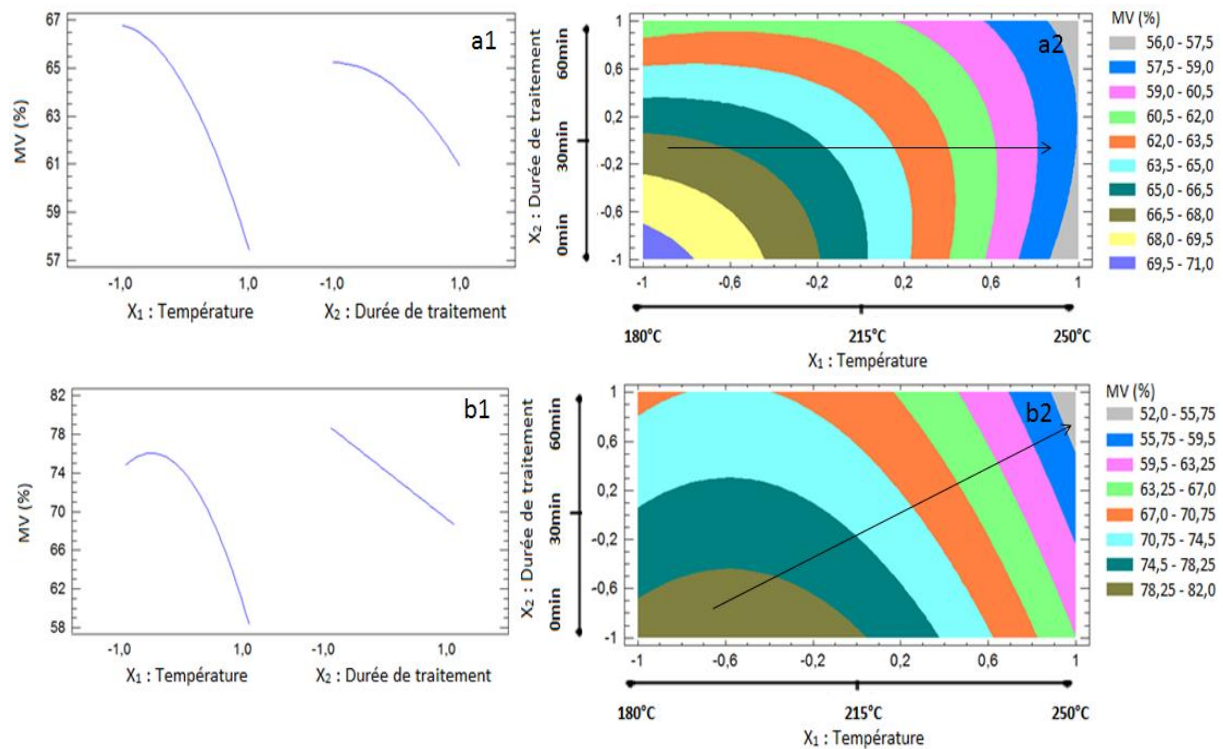 67
65
63
61
59
57
MV (%)
a1
-1,0
1,0
-1,0
1,0
X₁ : Température
X₂ : Durée de traitement
X₂ : Durée de traitement
60min
30min
0min
1
0,6
0,2
-0,2
-0,6
-1
a2
-1
-0,6
-0,2
0,2
0,6
1
180°C
215°C
250°C
X₁ : Température
MV (%)
56,0 - 57,5
57,5 - 59,0
59,0 - 60,5
60,5 - 62,0
62,0 - 63,5
63,5 - 65,0
65,0 - 66,5
66,5 - 68,0
68,0 - 69,5
69,5 - 71,0
82
78
74
70
66
62
58
MV (%)
b1
-1,0
1,0
-1,0
1,0
X₁ : Température
X₂ : Durée de traitement
X₂ : Durée de traitement
60min
30min
0min
1
0,6
0,2
-0,2
-0,6
-1
b2
-1
-0,6
-0,2
0,2
0,6
1
180°C
215°C
250°C
X₁ : Température
MV (%)
52,0 - 55,75
55,75 - 59,5
59,5 - 63,25
63,25 - 67,0
67,0 - 70,75
70,75 - 74,5
74,5 - 78,25
78,25 - 82,0